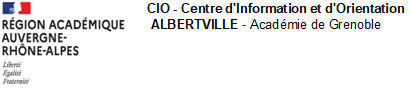 CIO - Centre d'Information et d'Orientation
ALBERTVILLE - Académie de Grenoble
RÉGION ACADÉMIQUE
AUVERGNE-
RHÔNE-ALPES
Liberté
Égalité
Fraternité